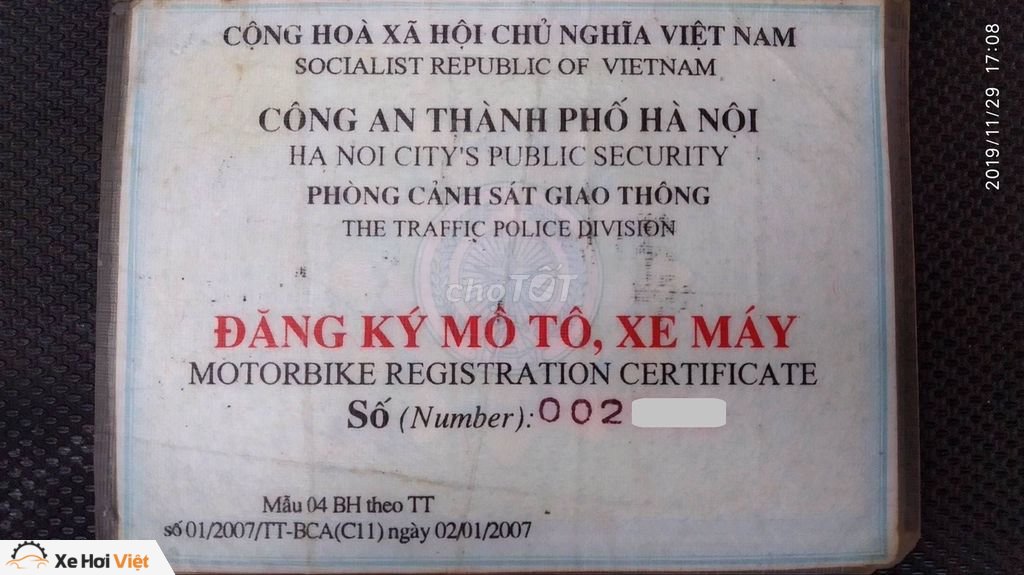 CỘNG HOÀ XÃ HỘI CHỦ NGHĨA VIỆT NAM
SOCIALIST REPUBLIC OF VIETNAM
CÔNG AN THÀNH PHỐ HÀ NỘI
HA NOI CITY'S PUBLIC SECURITY
PHÒNG CẢNH SÁT GIAO THÔNG
THE TRAFFIC POLICE DIVISION
choTỐT
ĐĂNG KÝ MÔ TÔ, XE MÁY
MOTORBIKE REGISTRATION CERTIFICATE
Số (Number): 002
Mẫu 04 BH theo TT
số 01/2007/TT-BCA(C11) ngày 02/01/2007
2019/11/29 17:08
Xe Hơi Việt